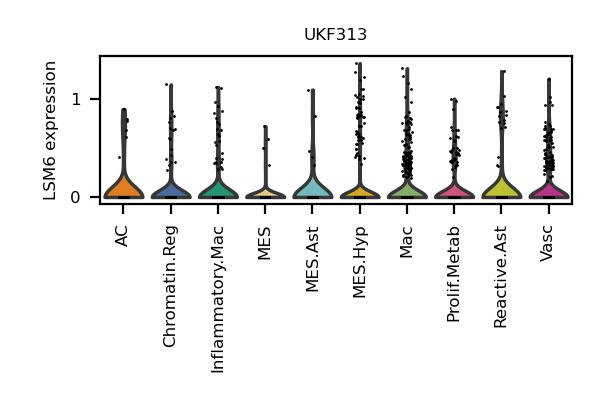 UKF313
LSM6 expression
1
0
AC
Chromatin.Reg
Inflammatory.Mac
MES
MES.Ast
MES.Hyp
Mac
Prolif.Metab
Reactive.Ast
Vasc